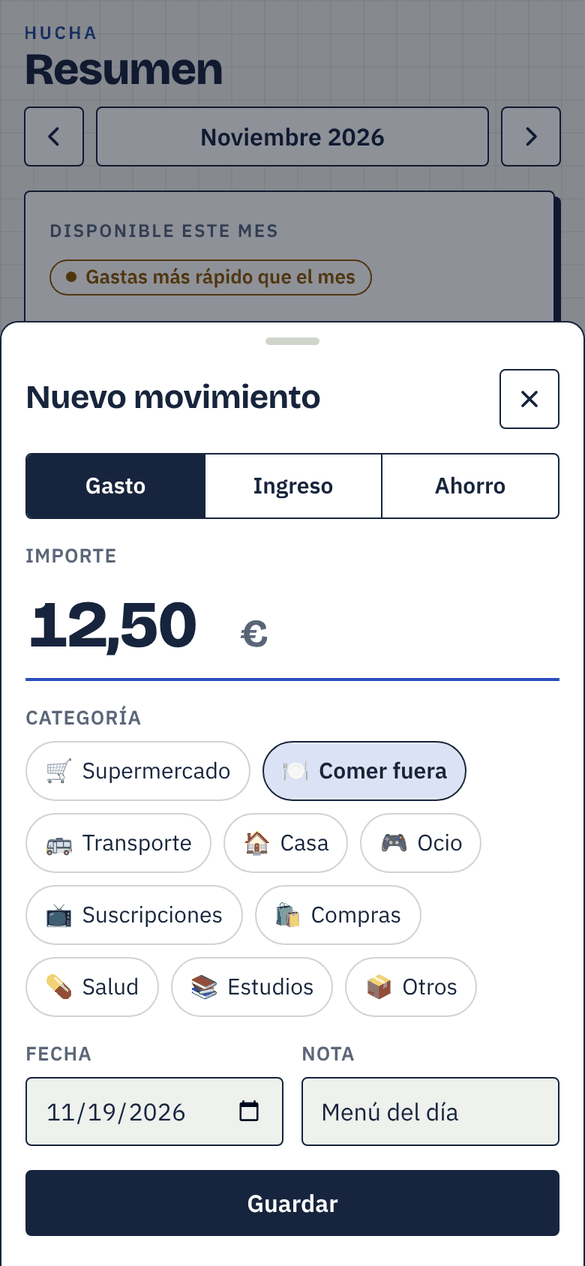 HUCHA
Resumen
Noviembre 2026
DISPONIBLE ESTE MES
Gastas más rápido que el mes
Nuevo movimiento
Gasto Ingreso Ahorro
IMPORTE
12,50 €
CATEGORÍA
Supermercado Comer fuera
Transporte Casa Ocio
Suscripciones Compras
Salud Estudios Otros
FECHA NOTA
11/19/2026 Menú del día
Guardar